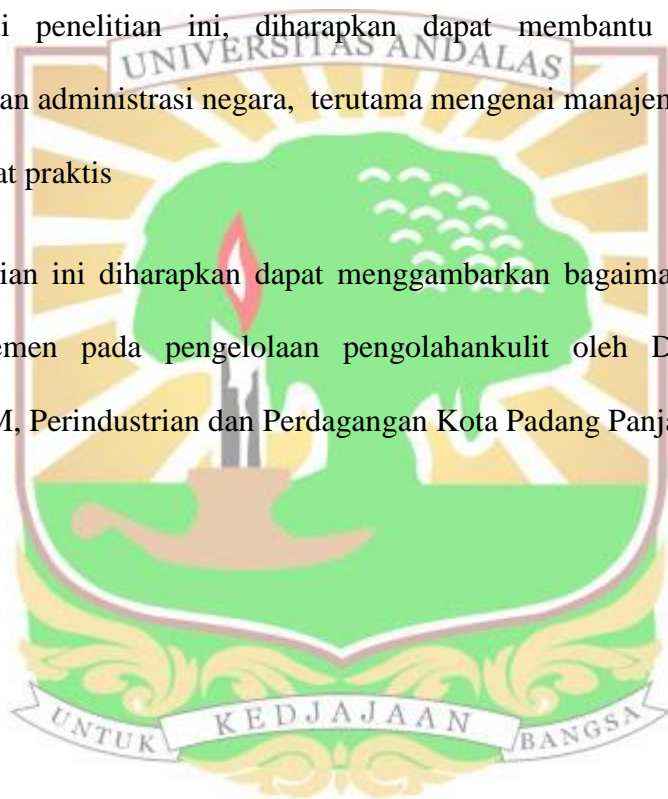 i penelitian ini, diharapkan dapat membantu
UNIVERSITAS ANDALAS
an administrasi negara, terutama mengenai manajem
at praktis
ian ini diharapkan dapat menggambarkan bagaima
emen pada pengelolaan pengolahankulit oleh D
M, Perindustrian dan Perdagangan Kota Padang Panja
UNTUK KEDJAJAAN BANGSA